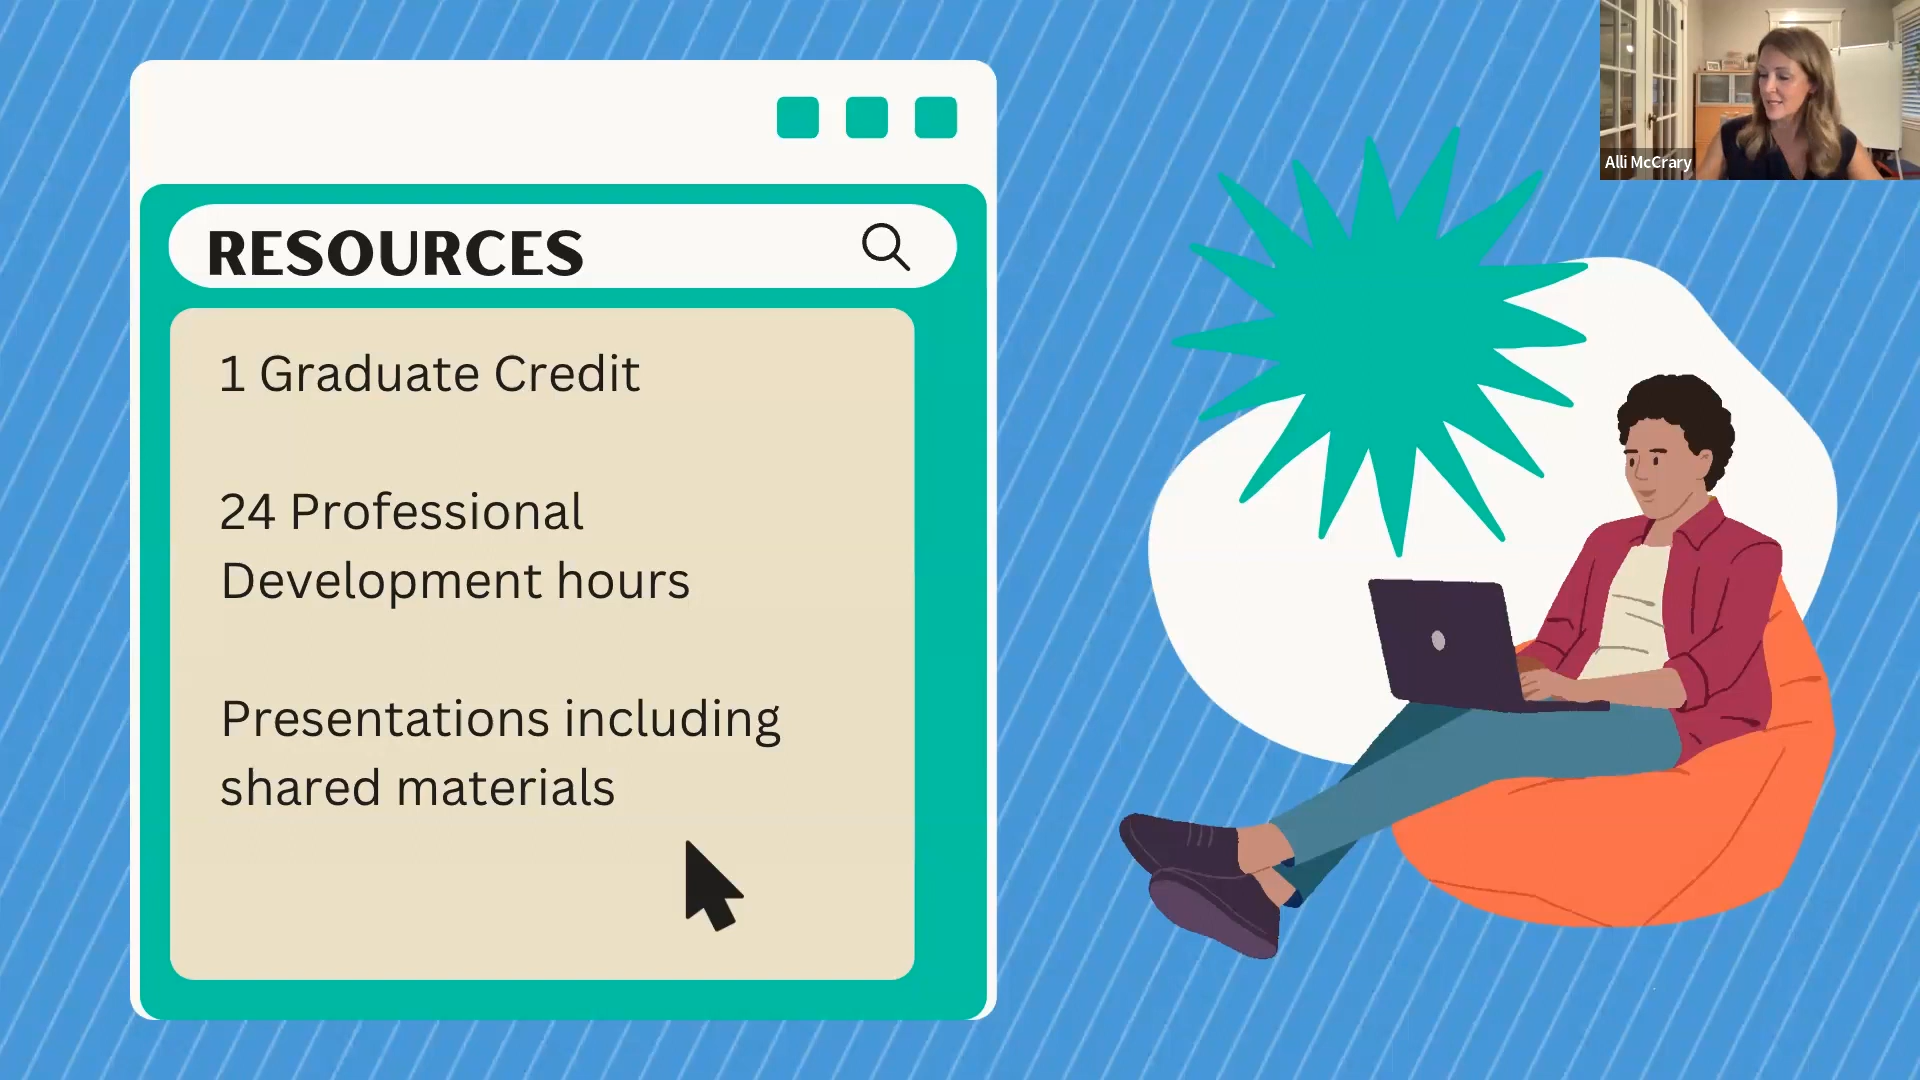 Alli McCrary
RESOURCES
1 Graduate Credit
24 Professional
Development hours
Presentations including
shared materials